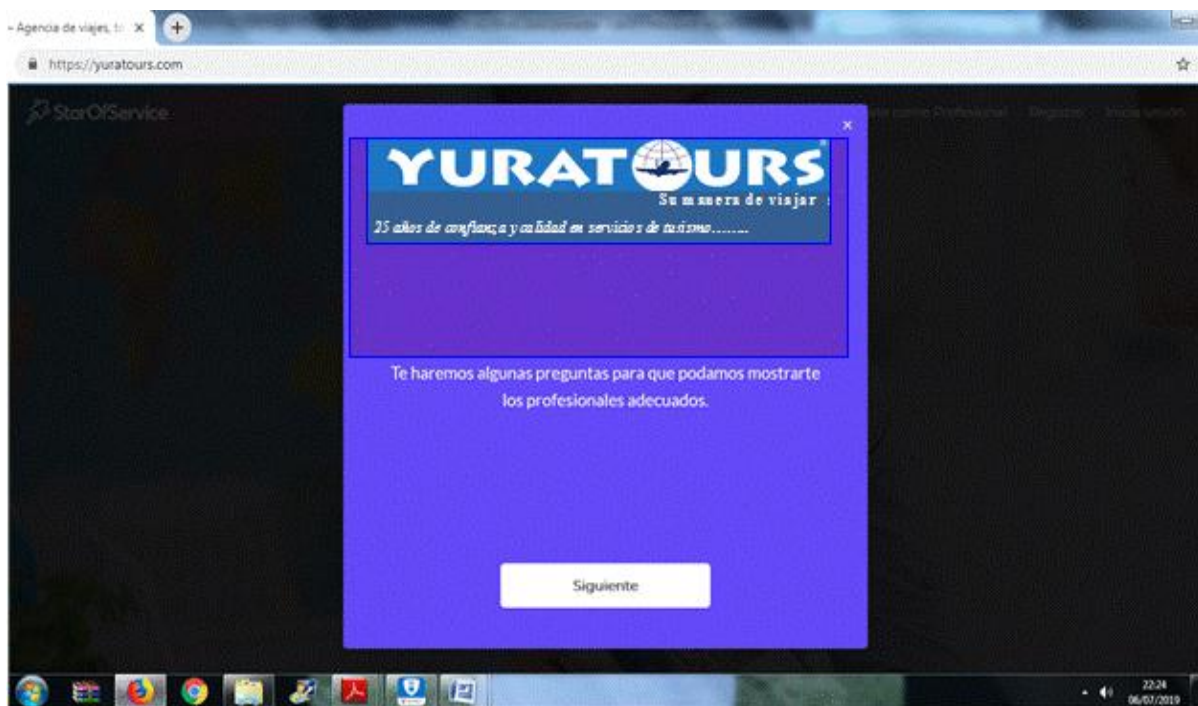 - Agencia de viajes, t
https://yuratours.com
StarOfService
Registro
YURATOURS
Su manera de viajar
25 años de confianza y calidad en servicios de turismo........
Te haremos algunas preguntas para que podamos mostrarte
los profesionales adecuados.
Siguiente
22:24
06/07/2019